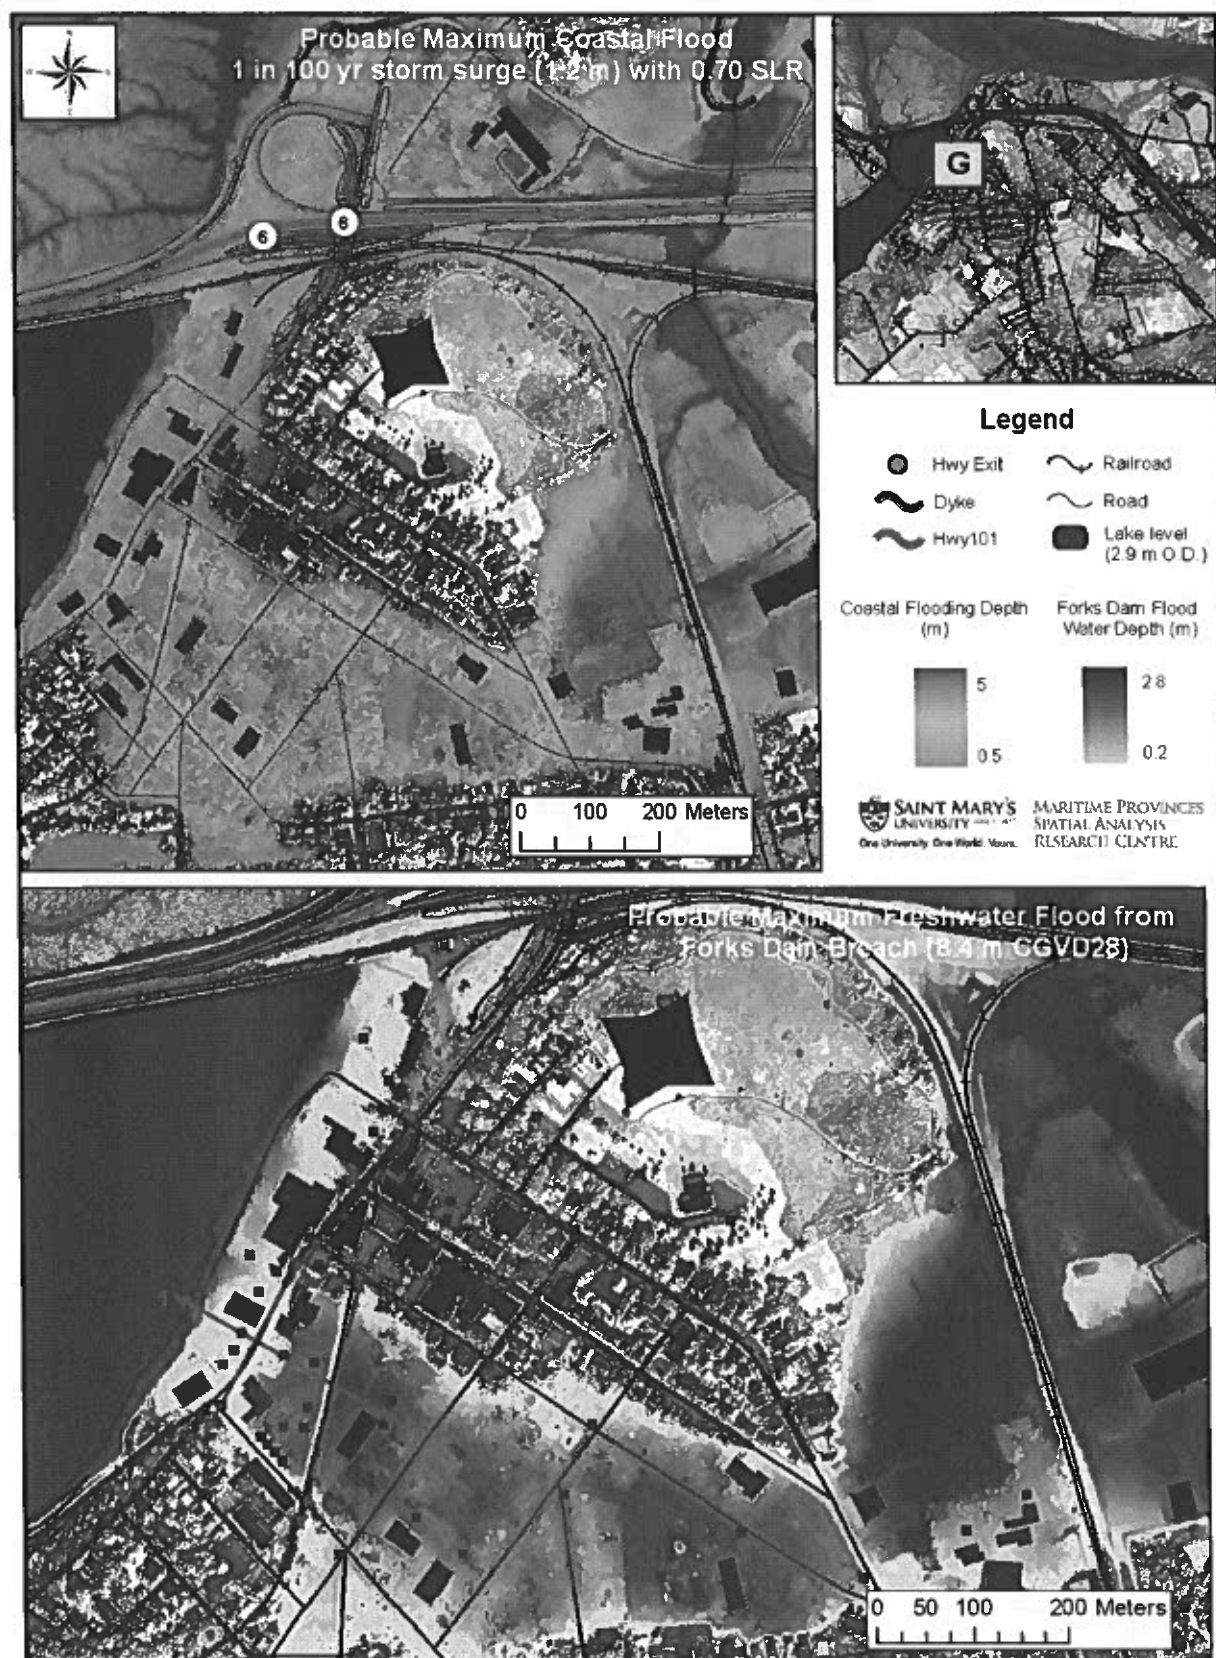 Probable Maximum Coastal Flood
1 in 100 yr storm surge (1.2 m) with 0.70 SLR
6
6
0 100 200 Meters
G
Legend
Hwy Exit
Railroad
Dyke
Road
Hwy101
Lake level
(2.9 m O.D.)
Coastal Flooding Depth
(m)
5
0.5
Forks Dam Flood
Water Depth (m)
2.8
0.2
SAINT MARY'S
UNIVERSITY
One University. One World. Yours.
MARITIME PROVINCES
SPATIAL ANALYSIS
RESEARCH CENTRE
Probable Maximum Freshwater Flood from
Forks Dam Breach (8.4 m CGVD28)
0 50 100 200 Meters